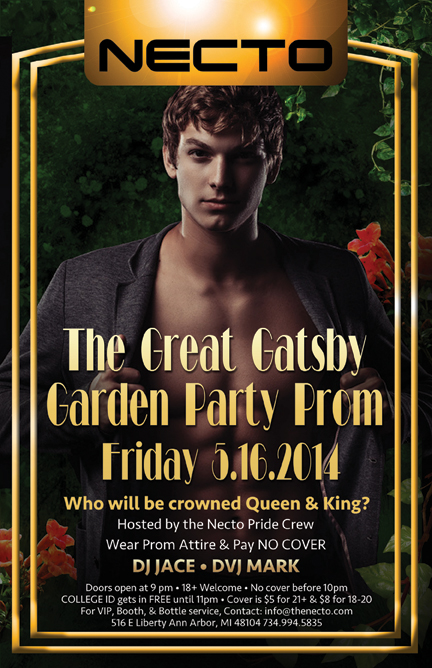 NECTO
The Great Gatsby
Garden Party Prom
Friday 5.16.2014
Who will be crowned Queen & King?
Hosted by the Necto Pride Crew
Wear Prom Attire & Pay NO COVER
DJ JACE • DVJ MARK
Doors open at 9 pm • 18+ Welcome • No cover before 10pm
COLLEGE ID gets in FREE until 11pm • Cover is $5 for 21+ & $8 for 18-20
For VIP, Booth, & Bottle service, Contact: info@thenecto.com
516 E Liberty Ann Arbor, MI 48104 734.994.5835